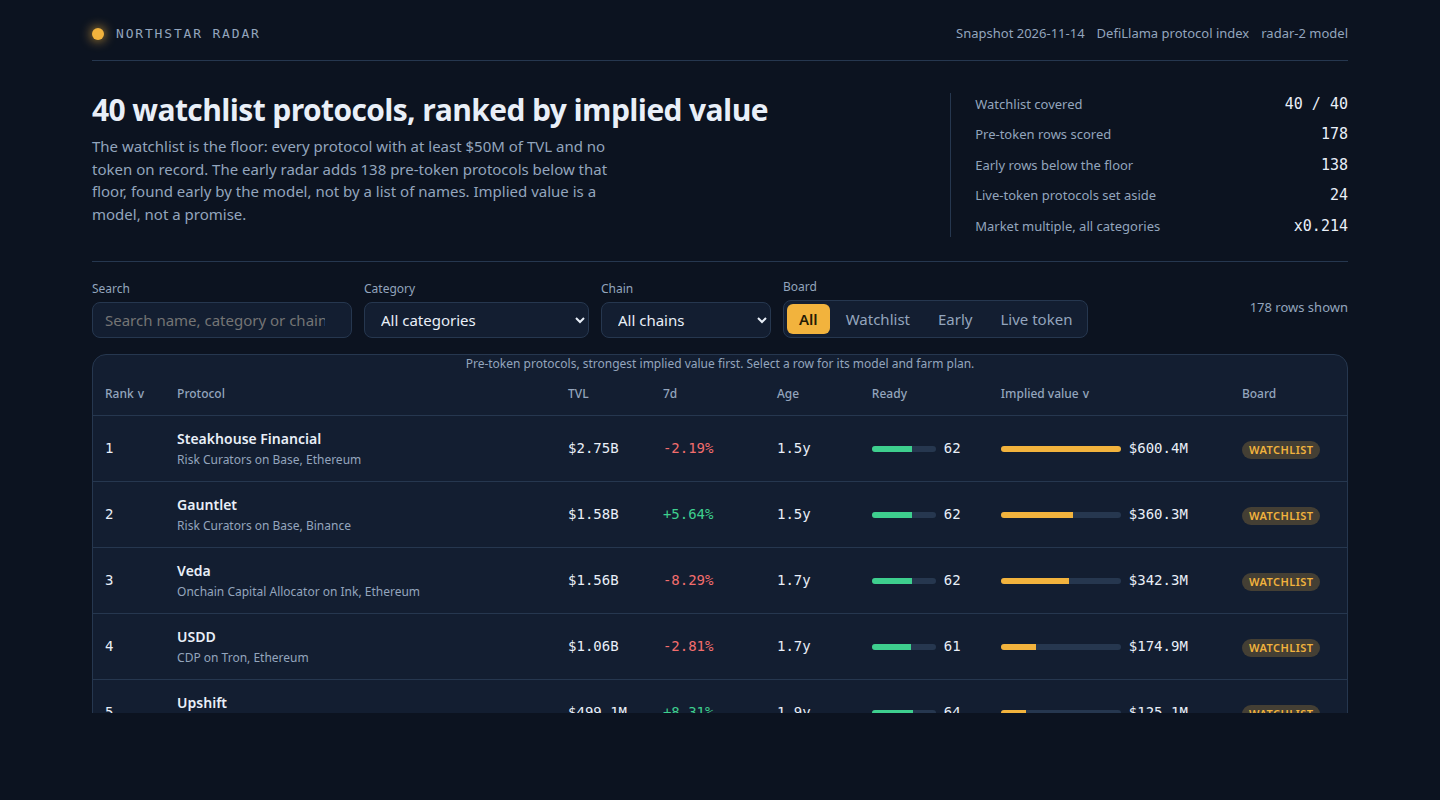 NORTHSTAR RADAR
Snapshot 2026-11-14 DefiLlama protocol index radar-2 model
40 watchlist protocols, ranked by implied value
The watchlist is the floor: every protocol with at least $50M of TVL and no
token on record. The early radar adds 138 pre-token protocols below that
floor, found early by the model, not by a list of names. Implied value is a
model, not a promise.
Watchlist covered 40 / 40
Pre-token rows scored 178
Early rows below the floor 138
Live-token protocols set aside 24
Market multiple, all categories x0.214
Search Category Chain Board
Search name, category or chain All categories All chains All Watchlist Early Live token
178 rows shown
Pre-token protocols, strongest implied value first. Select a row for its model and farm plan.
Rank v Protocol TVL 7d Age Ready Implied value v Board
1 Steakhouse Financial $2.75B -2.19% 1.5y 62 $600.4M WATCHLIST
Risk Curators on Base, Ethereum
2 Gauntlet $1.58B +5.64% 1.5y 62 $360.3M WATCHLIST
Risk Curators on Base, Binance
3 Veda $1.56B -8.29% 1.7y 62 $342.3M WATCHLIST
Onchain Capital Allocator on Ink, Ethereum
4 USDD $1.06B -2.81% 1.7y 61 $174.9M WATCHLIST
CDP on Tron, Ethereum
5 Upshift $499.1M +8.31% 1.9y 64 $125.1M WATCHLIST